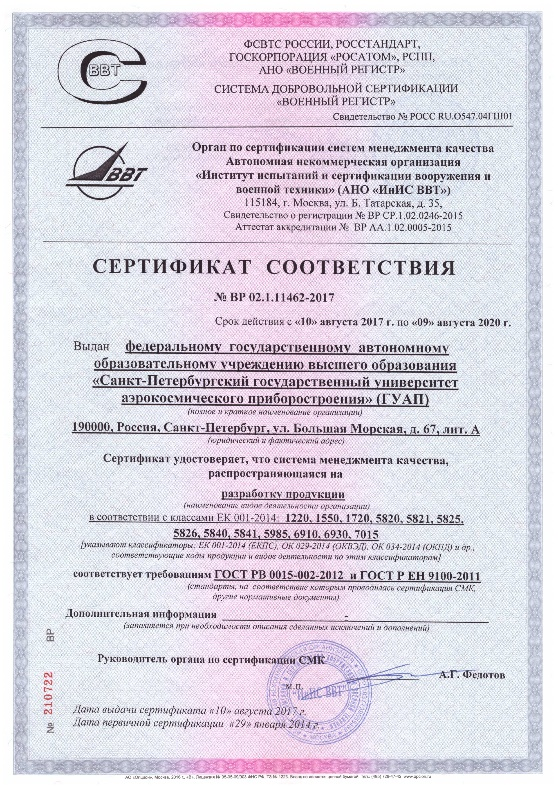 ФСВТС РОССИИ, РОССТАНДАРТ,
ГОСКОРПОРАЦИЯ «РОСАТОМ», РСПП,
АНО «ВОЕННЫЙ РЕГИСТР»
СИСТЕМА ДОБРОВОЛЬНОЙ СЕРТИФИКАЦИИ
«ВОЕННЫЙ РЕГИСТР»
Свидетельство № РОСС RU.О547.04ГШ01
ВВТ
ВВТ
Орган по сертификации систем менеджмента качества
Автономная некоммерческая организация
«Институт испытаний и сертификации вооружения и
военной техники» (АНО «ИнИС ВВТ»)
115184, г. Москва, ул. Б. Татарская, д. 35,
Свидетельство о регистрации № ВР СР.1.02.0246-2015
Аттестат аккредитации № ВР АА.1.02.0005-2015
СЕРТИФИКАТ СООТВЕТСТВИЯ
№ ВР 02.1.11462-2017
Срок действия с «10» августа 2017 г. по «09» августа 2020 г.
Выдан федеральному государственному автономному
образовательному учреждению высшего образования
«Санкт-Петербургский государственный университет
аэрокосмического приборостроения» (ГУАП)
(полное и краткое наименование организации)
190000, Россия, Санкт-Петербург, ул. Большая Морская, д. 67, лит. А
(юридический и фактический адрес)
Сертификат удостоверяет, что система менеджмента качества,
распространяющаяся на
разработку продукции
(наименование видов деятельности организации)
в соответствии с классами ЕК 001-2014: 1220, 1550, 1720, 5820, 5821, 5825,
5826, 5840, 5841, 5985, 6910, 6930, 7015
[указывают классификаторы: ЕК 001-2014 (ЕКПС), ОК 029-2014 (ОКВЭД), ОК 034-2014 (ОКПД) и др.,
соответствующие коды продукции и видов деятельности по этим классификаторам]
соответствует требованиям ГОСТ РВ 0015-002-2012 и ГОСТ Р ЕН 9100-2011
(стандарты, на соответствие которым проводилась сертификация СМК,
другие нормативные документы)
Дополнительная информация -
(заполняется при необходимости описания сделанных исключений и дополнений)
Руководитель органа по сертификации СМК
А.Г. Федотов
М.П.
"ИнИС ВВТ"
Дата выдачи сертификата «10» августа 2017 г.
Дата первичной сертификации «29» января 2014 г.
№ 210722 ВР